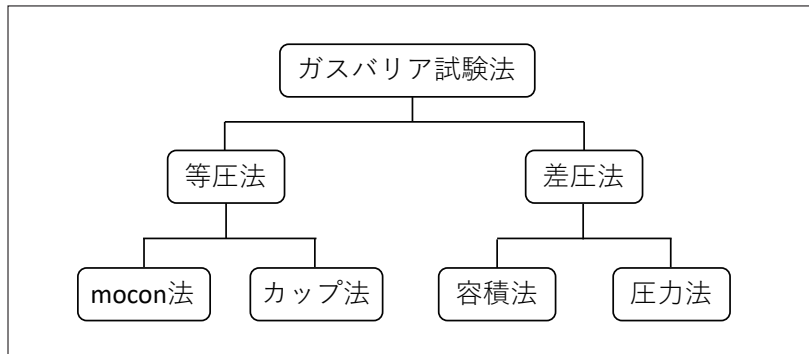 ガスバリア試験法
等圧法
差圧法
mocon法
カップ法
容積法
圧力法